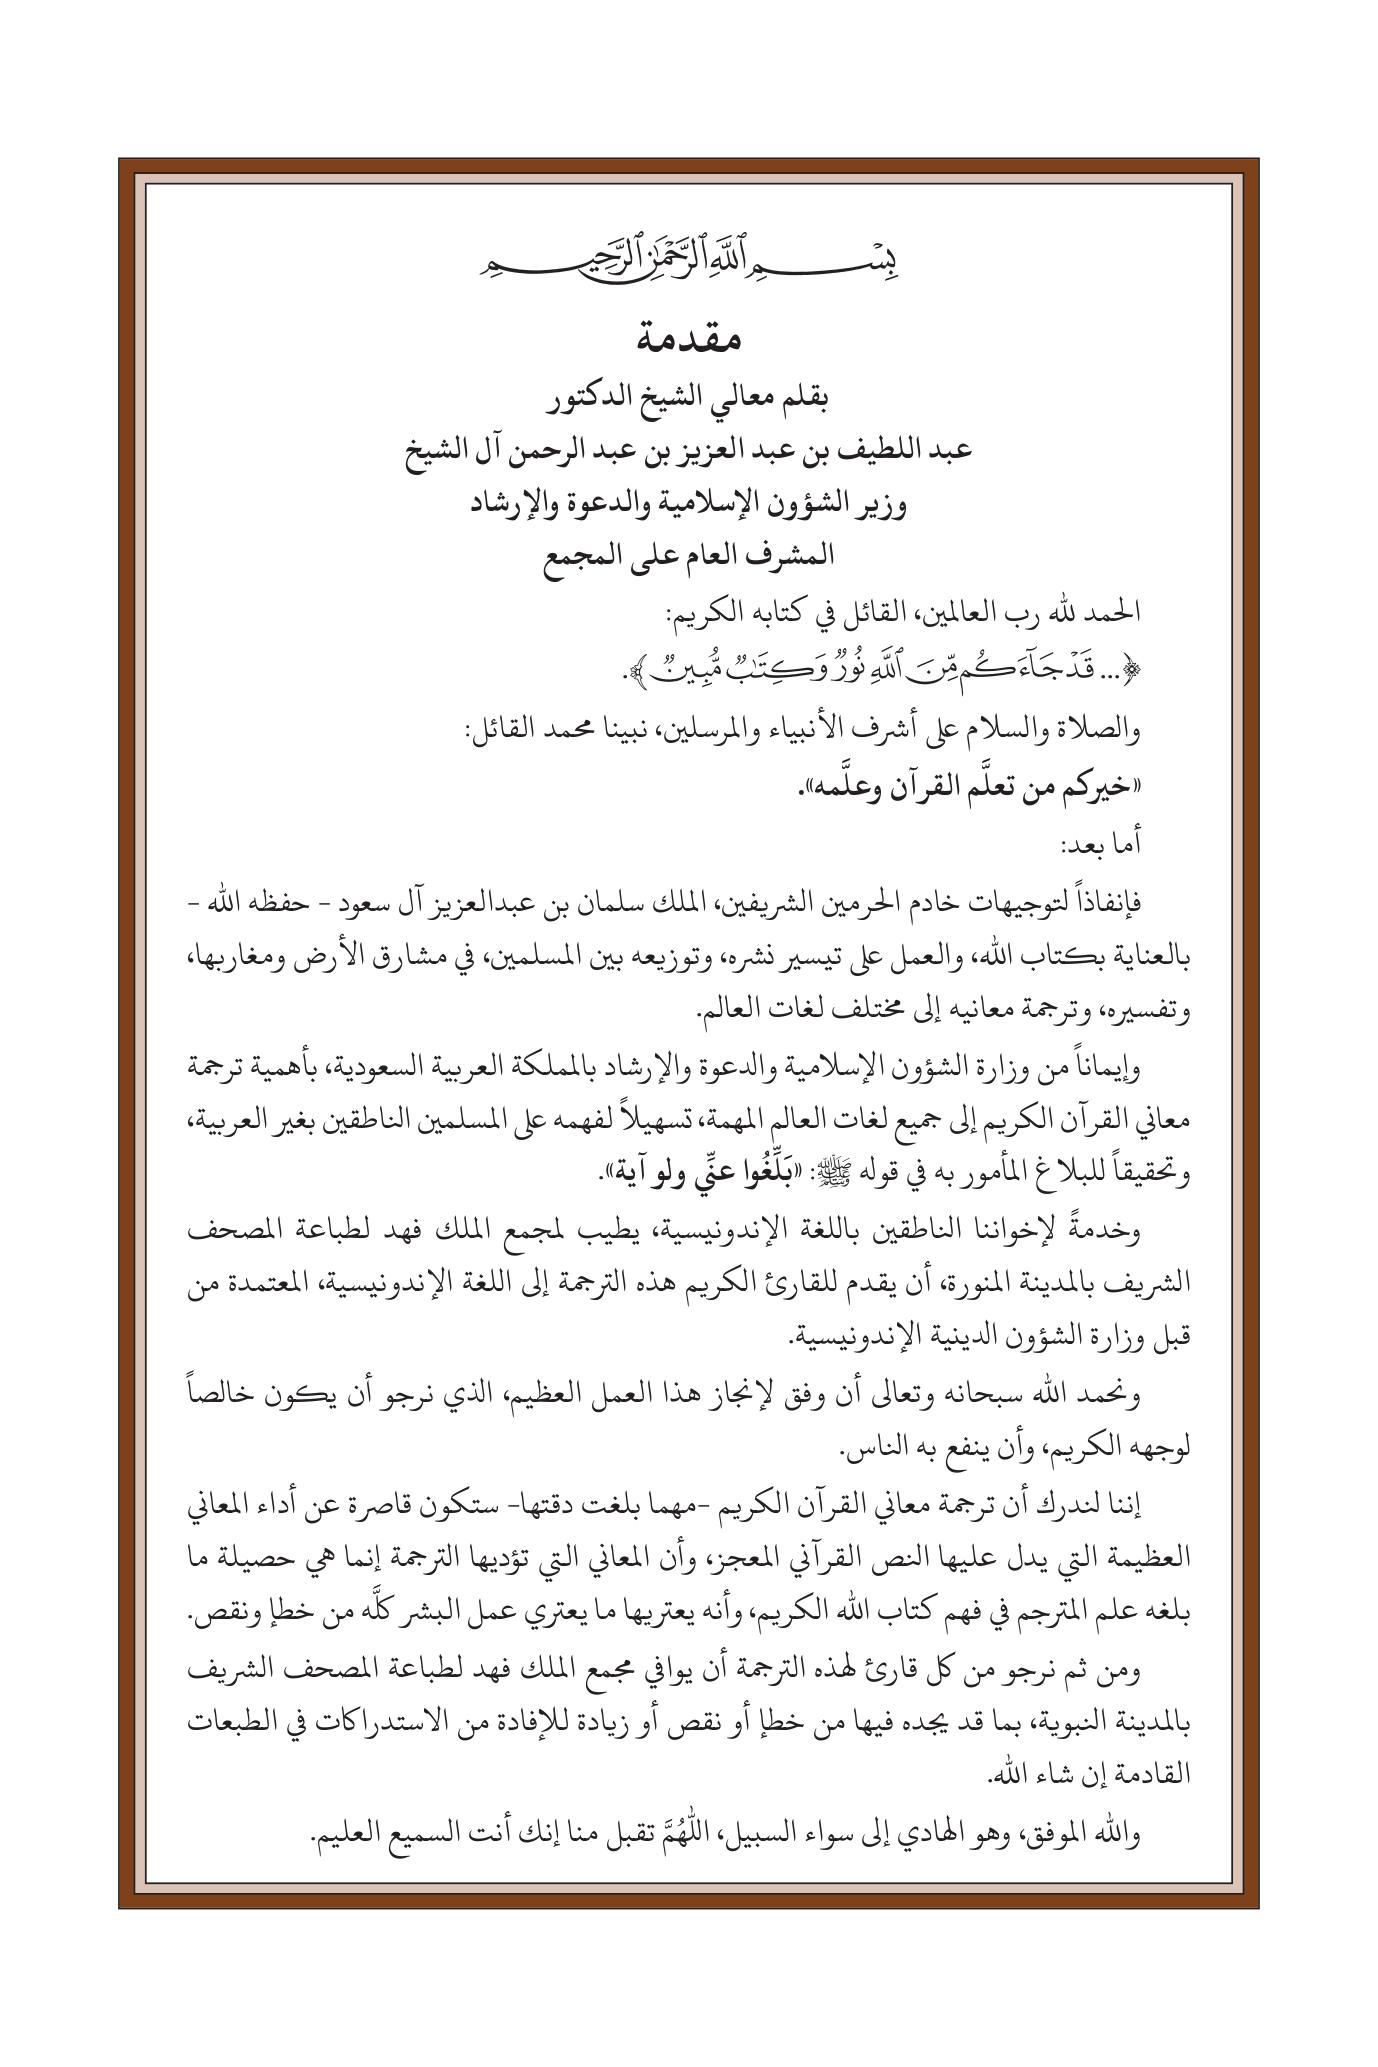 بِسْمِ ٱللَّهِ ٱلرَّحْمَٰنِ ٱلرَّحِيمِ
مقدمة
بقلم معالي الشيخ الدكتور
عبد اللطيف بن عبد العزيز بن عبد الرحمن آل الشيخ
وزير الشؤون الإسلامية والدعوة والإرشاد
المشرف العام على المجمع
الحمد لله رب العالمين، القائل في كتابه الكريم:
﴿... قَدْ جَآءَكُم مِّنَ ٱللَّهِ نُورٌ وَكِتَٰبٌ مُّبِينٌ﴾.
والصلاة والسلام على أشرف الأنبياء والمرسلين، نبينا محمد القائل:
«خيركم من تعلَّم القرآن وعلَّمه».
أما بعد:
فإنفاذاً لتوجيهات خادم الحرمين الشريفين، الملك سلمان بن عبدالعزيز آل سعود – حفظه الله –
بالعناية بكتاب الله، والعمل على تيسير نشره، وتوزيعه بين المسلمين، في مشارق الأرض ومغاربها،
وتفسيره، وترجمة معانيه إلى مختلف لغات العالم.
وإيماناً من وزارة الشؤون الإسلامية والدعوة والإرشاد بالمملكة العربية السعودية، بأهمية ترجمة
معاني القرآن الكريم إلى جميع لغات العالم المهمة، تسهيلاً لفهمه على المسلمين الناطقين بغير العربية،
وتحقيقاً للبلاغ المأمور به في قوله ﷺ: «بَلِّغُوا عنِّي ولو آية».
وخدمةً لإخواننا الناطقين باللغة الإندونيسية، يطيب لمجمع الملك فهد لطباعة المصحف
الشريف بالمدينة المنورة، أن يقدم للقارئ الكريم هذه الترجمة إلى اللغة الإندونيسية، المعتمدة من
قبل وزارة الشؤون الدينية الإندونيسية.
ونحمد الله سبحانه وتعالى أن وفق لإنجاز هذا العمل العظيم، الذي نرجو أن يكون خالصاً
لوجهه الكريم، وأن ينفع به الناس.
إننا لندرك أن ترجمة معاني القرآن الكريم –مهما بلغت دقتها– ستكون قاصرة عن أداء المعاني
العظيمة التي يدل عليها النص القرآني المعجز، وأن المعاني التي تؤديها الترجمة إنما هي حصيلة ما
بلغه علم المترجم في فهم كتاب الله الكريم، وأنه يعتريها ما يعتري عمل البشر كلَّه من خطإ ونقص.
ومن ثم نرجو من كل قارئ لهذه الترجمة أن يوافي مجمع الملك فهد لطباعة المصحف الشريف
بالمدينة النبوية، بما قد يجده فيها من خطإ أو نقص أو زيادة للإفادة من الاستدراكات في الطبعات
القادمة إن شاء الله.
والله الموفق، وهو الهادي إلى سواء السبيل، اللَّهُمَّ تقبل منا إنك أنت السميع العليم.